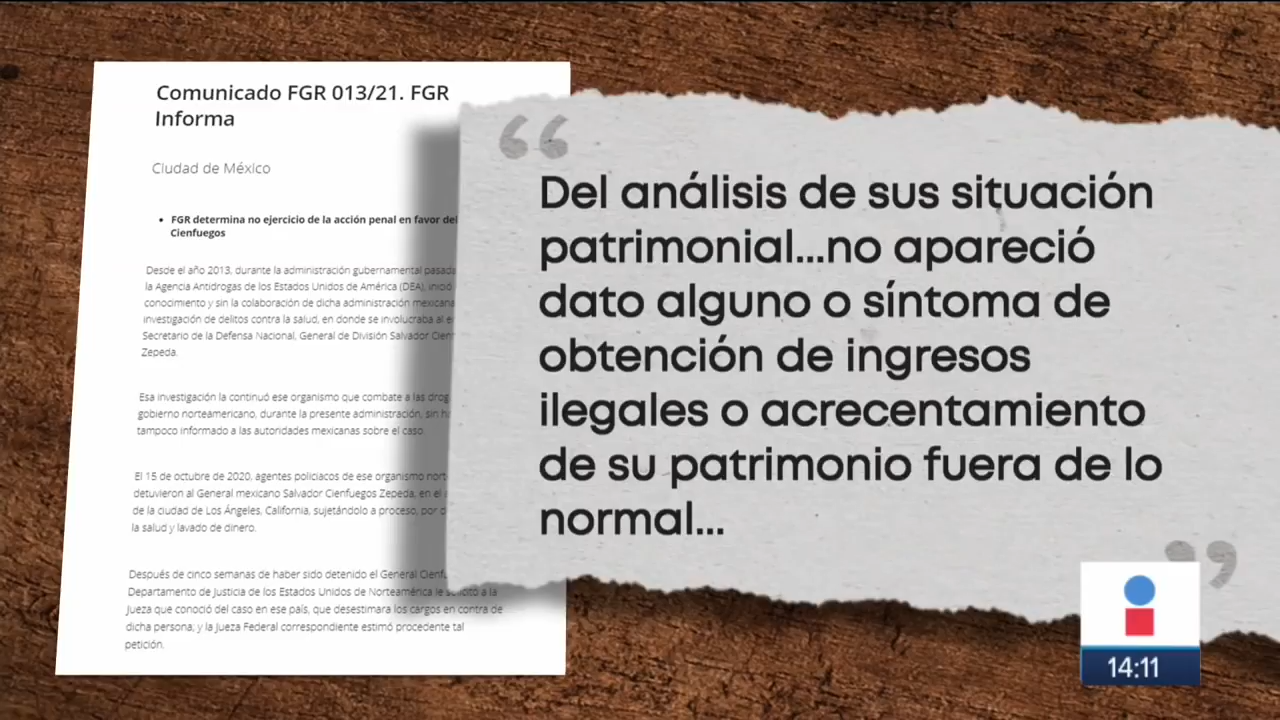 Comunicado FGR 013/21. FGR
Informa
Ciudad de México
• FGR determina no ejercicio de la acción penal en favor del
Cienfuegos
Desde el año 2013, durante la administración gubernamental pasada
la Agencia Antidrogas de los Estados Unidos de América (DEA), inició
conocimiento y sin la colaboración de dicha administración mexicana
investigación de delitos contra la salud, en donde se involucraba al
Secretario de la Defensa Nacional, General de División Salvador
Zepeda.
Esa investigación la continuó ese organismo que combate a las
gobierno norteamericano, durante la presente administración, sin
tampoco informado a las autoridades mexicanas sobre el caso.
El 15 de octubre de 2020, agentes policiacos de ese organismo
detuvieron al General mexicano Salvador Cienfuegos Zepeda, en el
de la ciudad de Los Ángeles, California, sujetándolo a proceso, por
la salud y lavado de dinero.
Después de cinco semanas de haber sido detenido el General
Departamento de Justicia de los Estados Unidos de Norteamérica le solicitó a la
Jueza que conoció del caso en ese país, que desestimara los cargos en contra de
dicha persona; y la Jueza Federal correspondiente estimó procedente tal
petición.
“
Del análisis de sus situación
patrimonial...no apareció
dato alguno o síntoma de
obtención de ingresos
ilegales o acrecentamiento
de su patrimonio fuera de lo
normal...
”
14:11